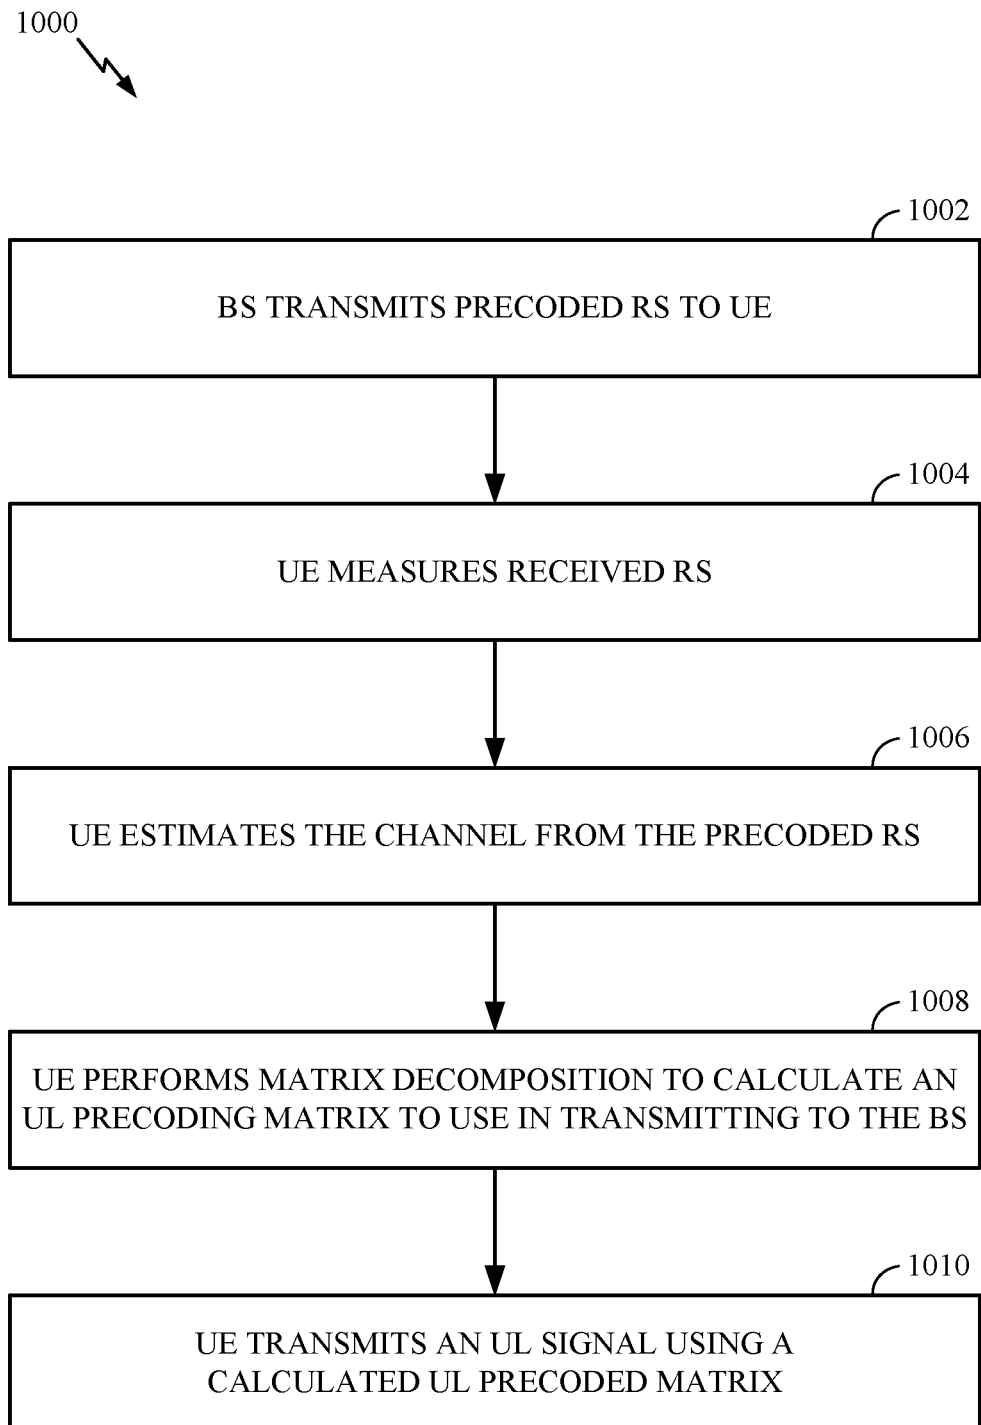 1000
1002
BS TRANSMITS PRECODED RS TO UE
1004
UE MEASURES RECEIVED RS
1006
UE ESTIMATES THE CHANNEL FROM THE PRECODED RS
1008
UE PERFORMS MATRIX DECOMPOSITION TO CALCULATE AN
UL PRECODING MATRIX TO USE IN TRANSMITTING TO THE BS
1010
UE TRANSMITS AN UL SIGNAL USING A
CALCULATED UL PRECODED MATRIX